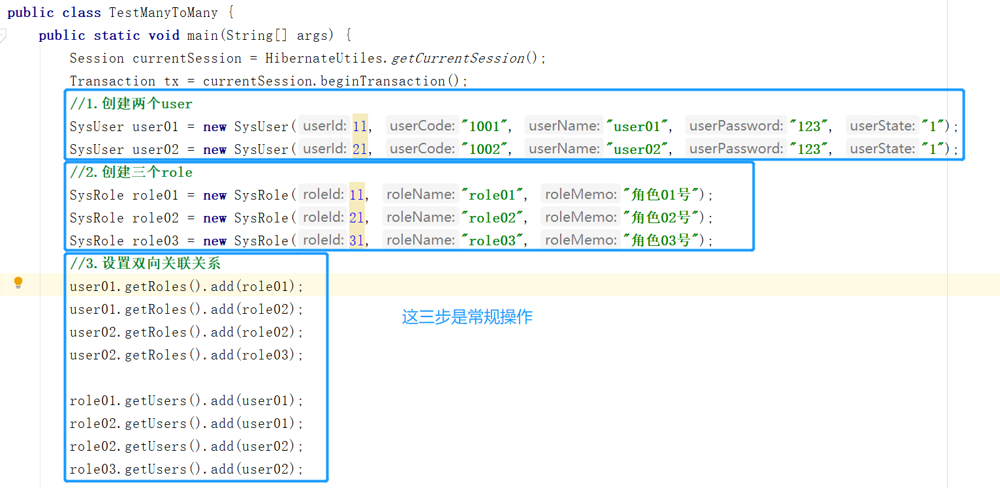 public class TestManyToMany {
public static void main(String[] args) {
Session currentSession = HibernateUtiles.getCurrentSession();
Transaction tx = currentSession.beginTransaction();
//1.创建两个user
SysUser user01 = new SysUser( userId: 1l, userCode: "1001", userName: "user01", userPassword: "123", userState: "1");
SysUser user02 = new SysUser( userId: 2l, userCode: "1002", userName: "user02", userPassword: "123", userState: "1");
//2.创建三个role
SysRole role01 = new SysRole( roleId: 1l, roleName: "role01", roleMemo: "角色01号");
SysRole role02 = new SysRole( roleId: 2l, roleName: "role02", roleMemo: "角色02号");
SysRole role03 = new SysRole( roleId: 3l, roleName: "role03", roleMemo: "角色03号");
//3.设置双向关联关系
user01.getRoles().add(role01);
user01.getRoles().add(role02);
这三步是常规操作
user02.getRoles().add(role02);
user02.getRoles().add(role03);
role01.getUsers().add(user01);
role02.getUsers().add(user01);
role02.getUsers().add(user02);
role03.getUsers().add(user02);